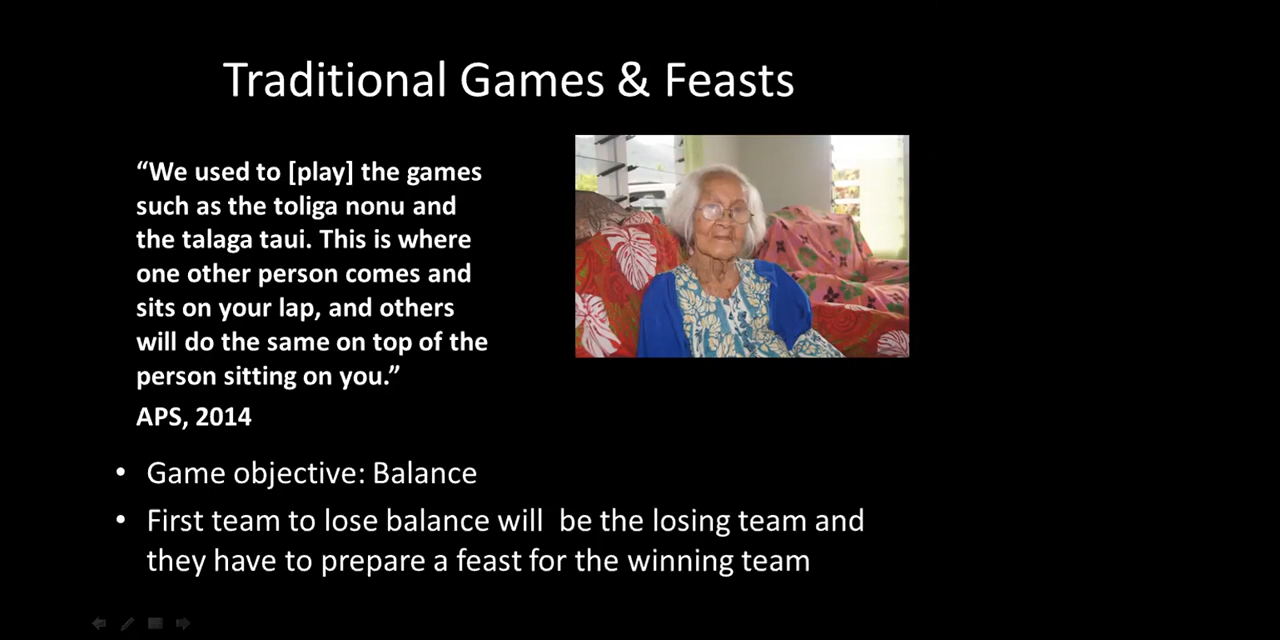 Traditional Games & Feasts
“We used to [play] the games
such as the toliga nonu and
the talaga taui. This is where
one other person comes and
sits on your lap, and others
will do the same on top of the
person sitting on you.”
APS, 2014
• Game objective: Balance
• First team to lose balance will  be the losing team and
they have to prepare a feast for the winning team